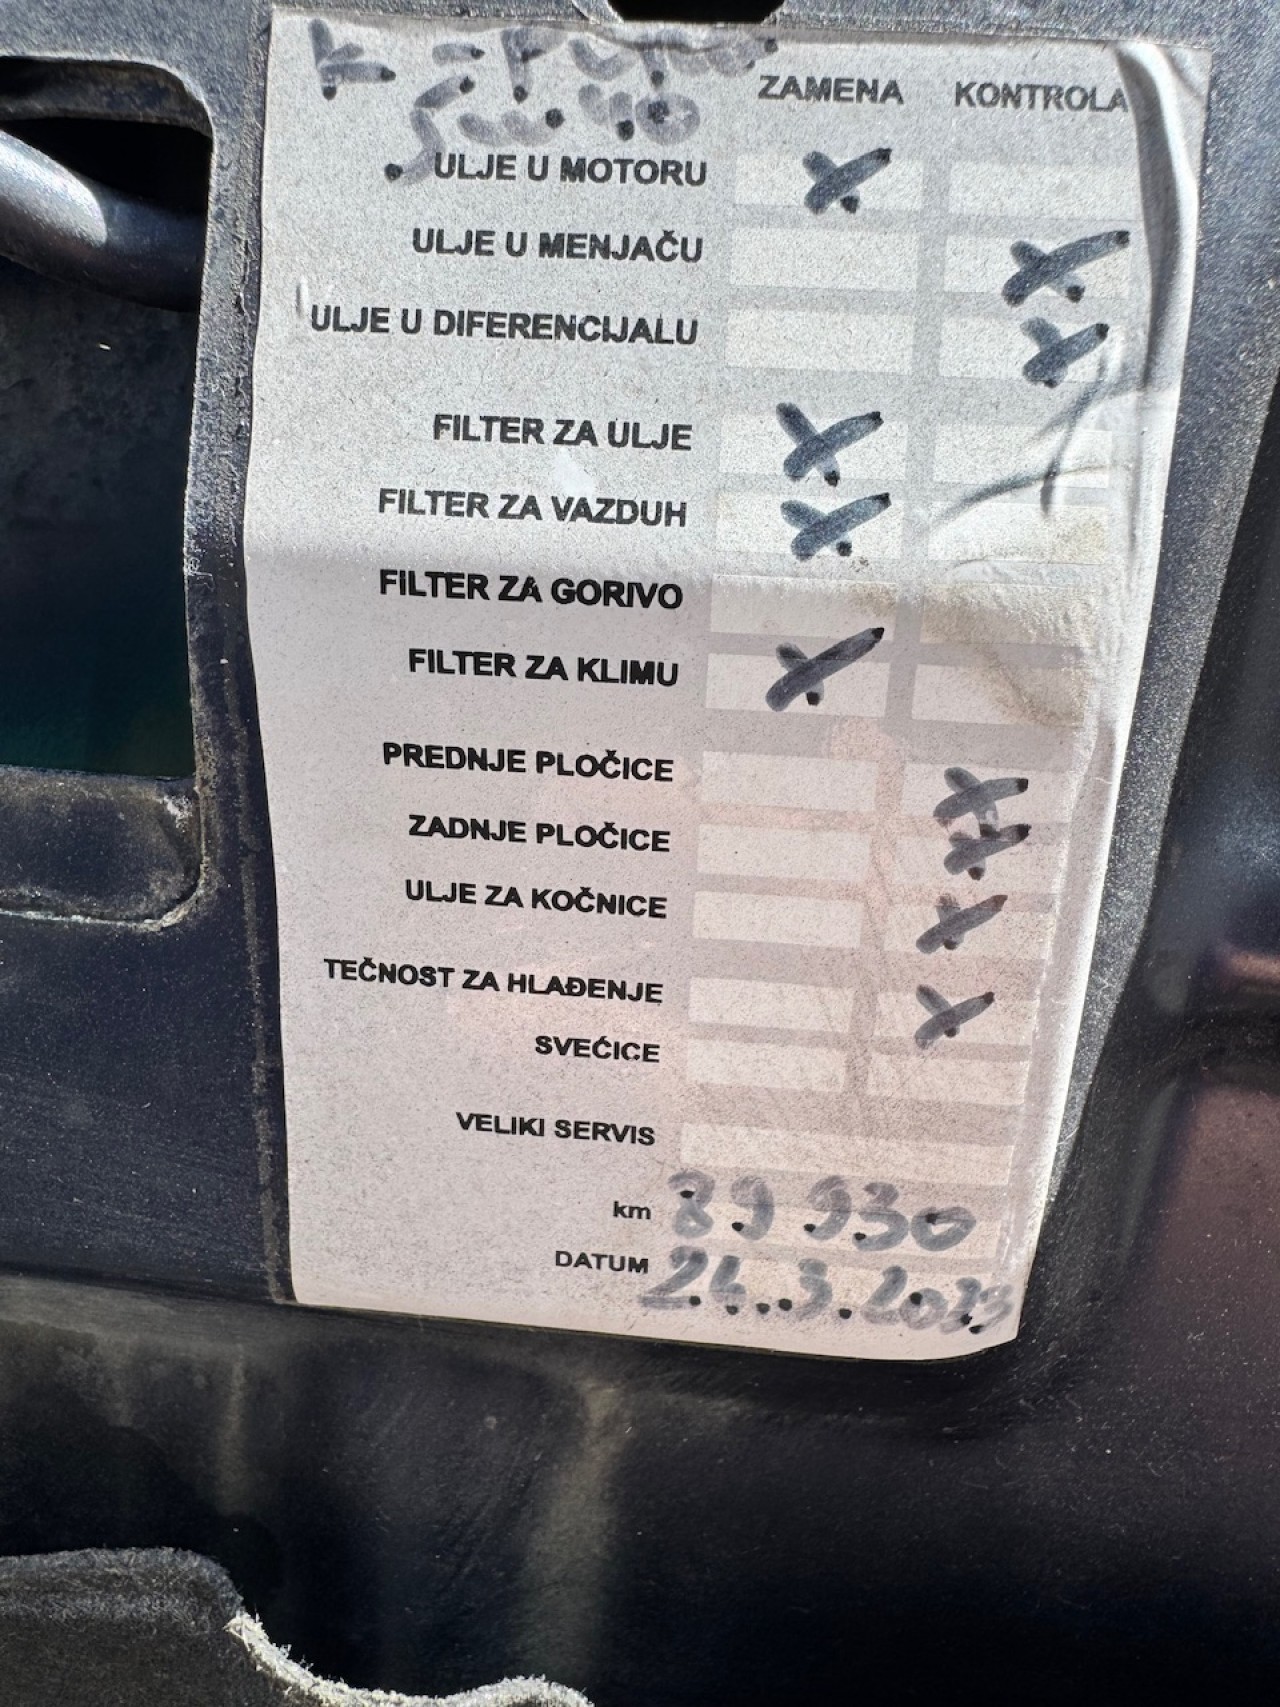 5W-40
ZAMENA KONTROLA
ULJE U MOTORU X
ULJE U MENJAČU X
ULJE U DIFERENCIJALU X
FILTER ZA ULJE X
FILTER ZA VAZDUH X
FILTER ZA GORIVO
FILTER ZA KLIMU X
PREDNJE PLOČICE X
ZADNJE PLOČICE X
ULJE ZA KOČNICE X
TEČNOST ZA HLAĐENJE X
SVEĆICE
VELIKI SERVIS
km 89 930
DATUM 24.3.2023